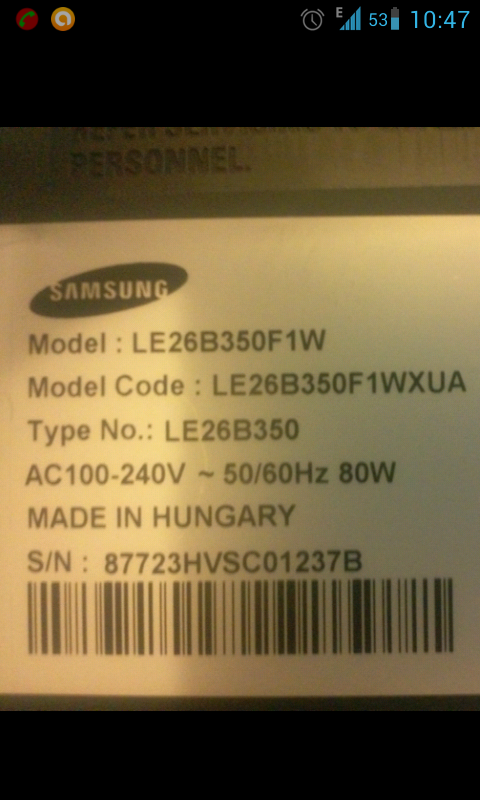 E 53 10:47
PERSONNEL.
SAMSUNG
Model : LE26B350F1W
Model Code : LE26B350F1WXUA
Type No.: LE26B350
AC100-240V ~ 50/60Hz 80W
MADE IN HUNGARY
S/N : 87723HVSC01237B